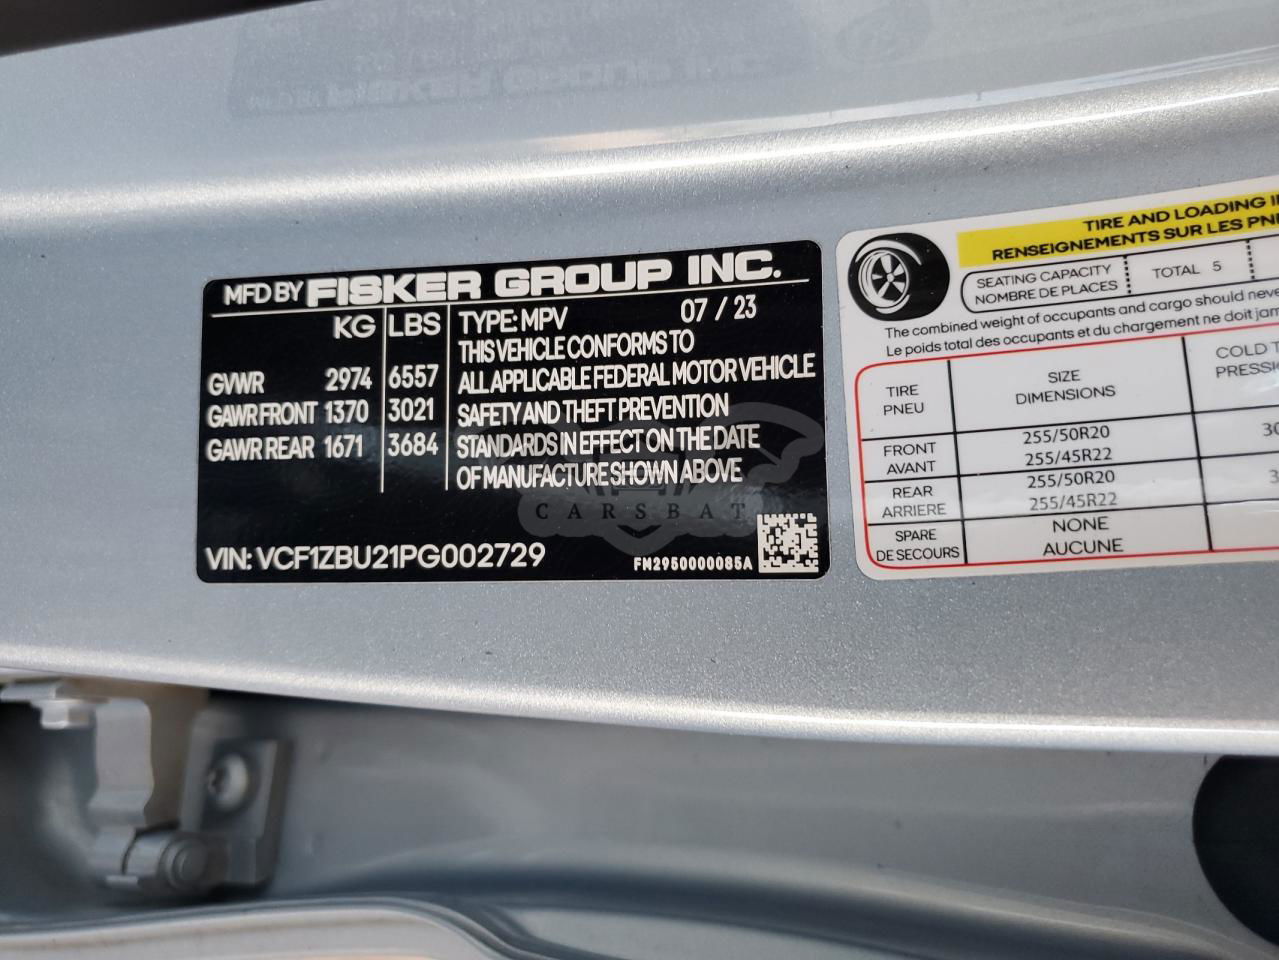 MFD BY FISKER GROUP INC.
KG LBS TYPE: MPV 07 / 23
THIS VEHICLE CONFORMS TO
GVWR 2974 6557 ALL APPLICABLE FEDERAL MOTOR VEHICLE
GAWR FRONT 1370 3021 SAFETY AND THEFT PREVENTION
GAWR REAR 1671 3684 STANDARDS IN EFFECT ON THE DATE
OF MANUFACTURE SHOWN ABOVE
CARSBAT
VIN: VCF1ZBU21PG002729
FM2950000085A
TIRE AND LOADING
RENSEIGNEMENTS SUR LES
SEATING CAPACITY
NOMBRE DE PLACES
TOTAL 5
The combined weight of occupants and cargo should never
Le poids total des occupants et du chargement ne doit
TIRE
PNEU
SIZE
DIMENSIONS
COLD
FRONT
AVANT
255/50R20
255/45R22
REAR
ARRIERE
255/50R20
255/45R22
SPARE
DE SECOURS
NONE
AUCUNE